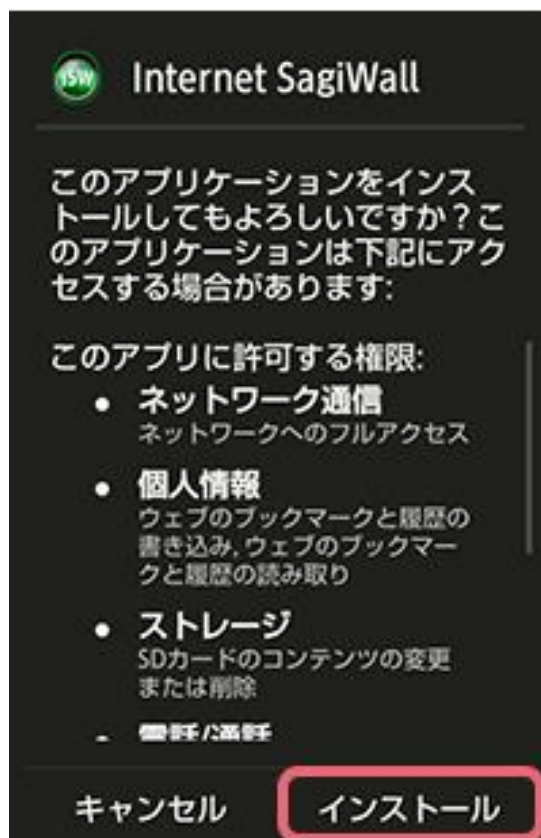 ISW Internet SagiWall
このアプリケーションをインス
トールしてもよろしいですか？こ
のアプリケーションは下記にアク
セスする場合があります:
このアプリに許可する権限:
• ネットワーク通信
ネットワークへのフルアクセス
• 個人情報
ウェブのブックマークと履歴の
書き込み, ウェブのブックマー
クと履歴の読み取り
• ストレージ
SDカードのコンテンツの変更
または削除
キャンセル インストール